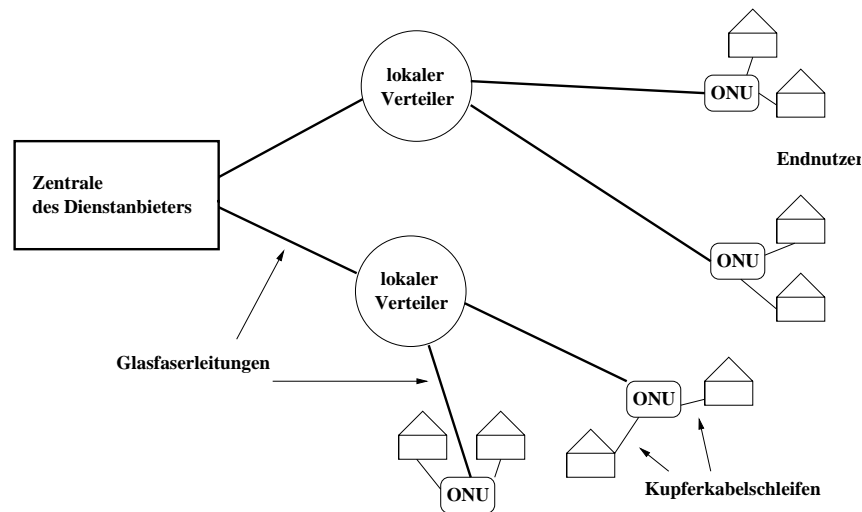 lokaler
Verteiler
ONU
Endnutzer
Zentrale
des Dienstanbieters
ONU
lokaler
Verteiler
Glasfaserleitungen
ONU
ONU
Kupferkabelschleifen